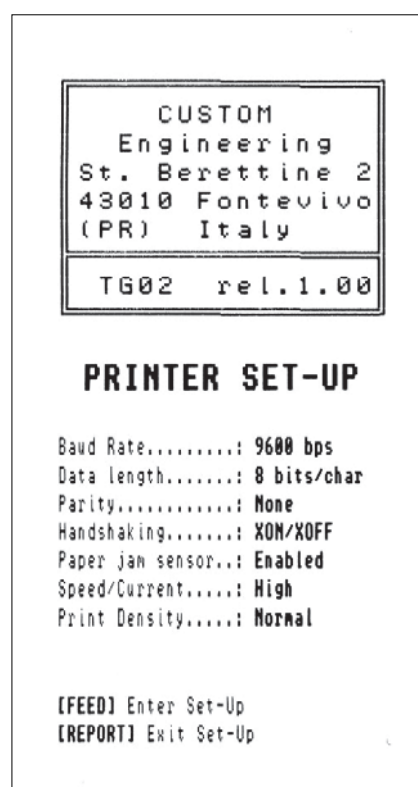 CUSTOM
Engineering
St. Berettine 2
43010 Fontevivo
(PR) Italy
TG02 rel.1.00
PRINTER SET-UP
Baud Rate.........: 9600 bps
Data length.......: 8 bits/char
Parity............: None
Handshaking.......: XON/XOFF
Paper jam sensor..: Enabled
Speed/Current.....: High
Print Density.....: Normal
[FEED] Enter Set-Up
[REPORT] Exit Set-Up